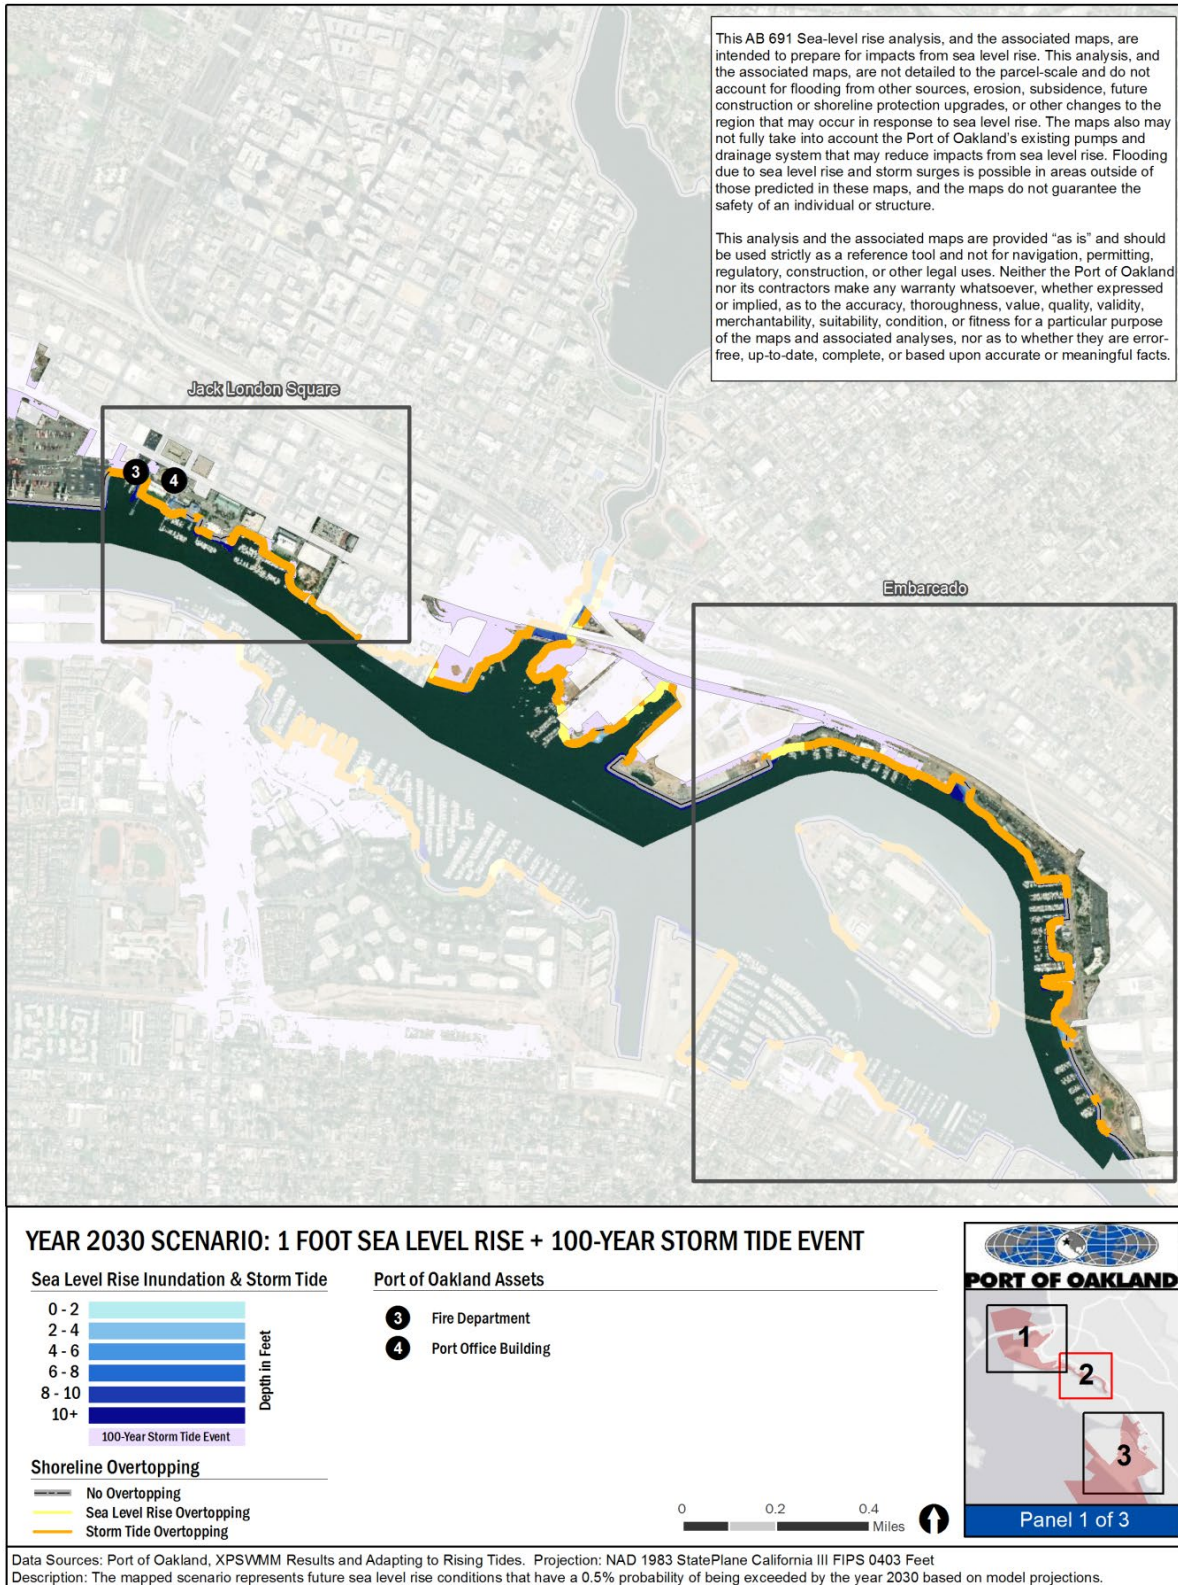 This AB 691 Sea-level rise analysis, and the associated maps, are
intended to prepare for impacts from sea level rise. This analysis, and
the associated maps, are not detailed to the parcel-scale and do not
account for flooding from other sources, erosion, subsidence, future
construction or shoreline protection upgrades, or other changes to the
region that may occur in response to sea level rise. The maps also may
not fully take into account the Port of Oakland's existing pumps and
drainage system that may reduce impacts from sea level rise. Flooding
due to sea level rise and storm surges is possible in areas outside of
those predicted in these maps, and the maps do not guarantee the
safety of an individual or structure.
This analysis and the associated maps are provided “as is” and should
be used strictly as a reference tool and not for navigation, permitting,
regulatory, construction, or other legal uses. Neither the Port of Oakland
nor its contractors make any warranty whatsoever, whether expressed
or implied, as to the accuracy, thoroughness, value, quality, validity,
merchantability, suitability, condition, or fitness for a particular purpose
of the maps and associated analyses, nor as to whether they are error-
free, up-to-date, complete, or based upon accurate or meaningful facts.
Jack London Square
3
4
Embarcado
YEAR 2030 SCENARIO: 1 FOOT SEA LEVEL RISE + 100-YEAR STORM TIDE EVENT
Sea Level Rise Inundation & Storm Tide
0 - 2
2 - 4
4 - 6
6 - 8
8 - 10
10+
Depth in Feet
100-Year Storm Tide Event
Shoreline Overtopping
No Overtopping
Sea Level Rise Overtopping
Storm Tide Overtopping
Port of Oakland Assets
3 Fire Department
4 Port Office Building
0 0.2 0.4
Miles
PORT OF OAKLAND
1
2
3
Panel 1 of 3
Data Sources: Port of Oakland, XPSWMM Results and Adapting to Rising Tides. Projection: NAD 1983 StatePlane California III FIPS 0403 Feet
Description: The mapped scenario represents future sea level rise conditions that have a 0.5% probability of being exceeded by the year 2030 based on model projections.